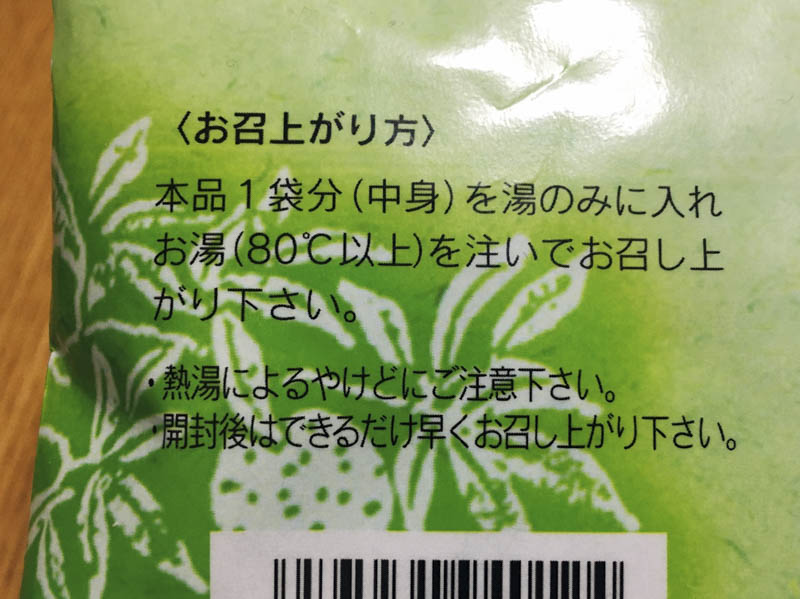 〈お召上がり方〉
本品1袋分(中身)を湯のみに入れ
お湯(80℃以上)を注いでお召し上
がり下さい。
・熱湯によるやけどにご注意下さい。
・開封後はできるだけ早くお召し上がり下さい。